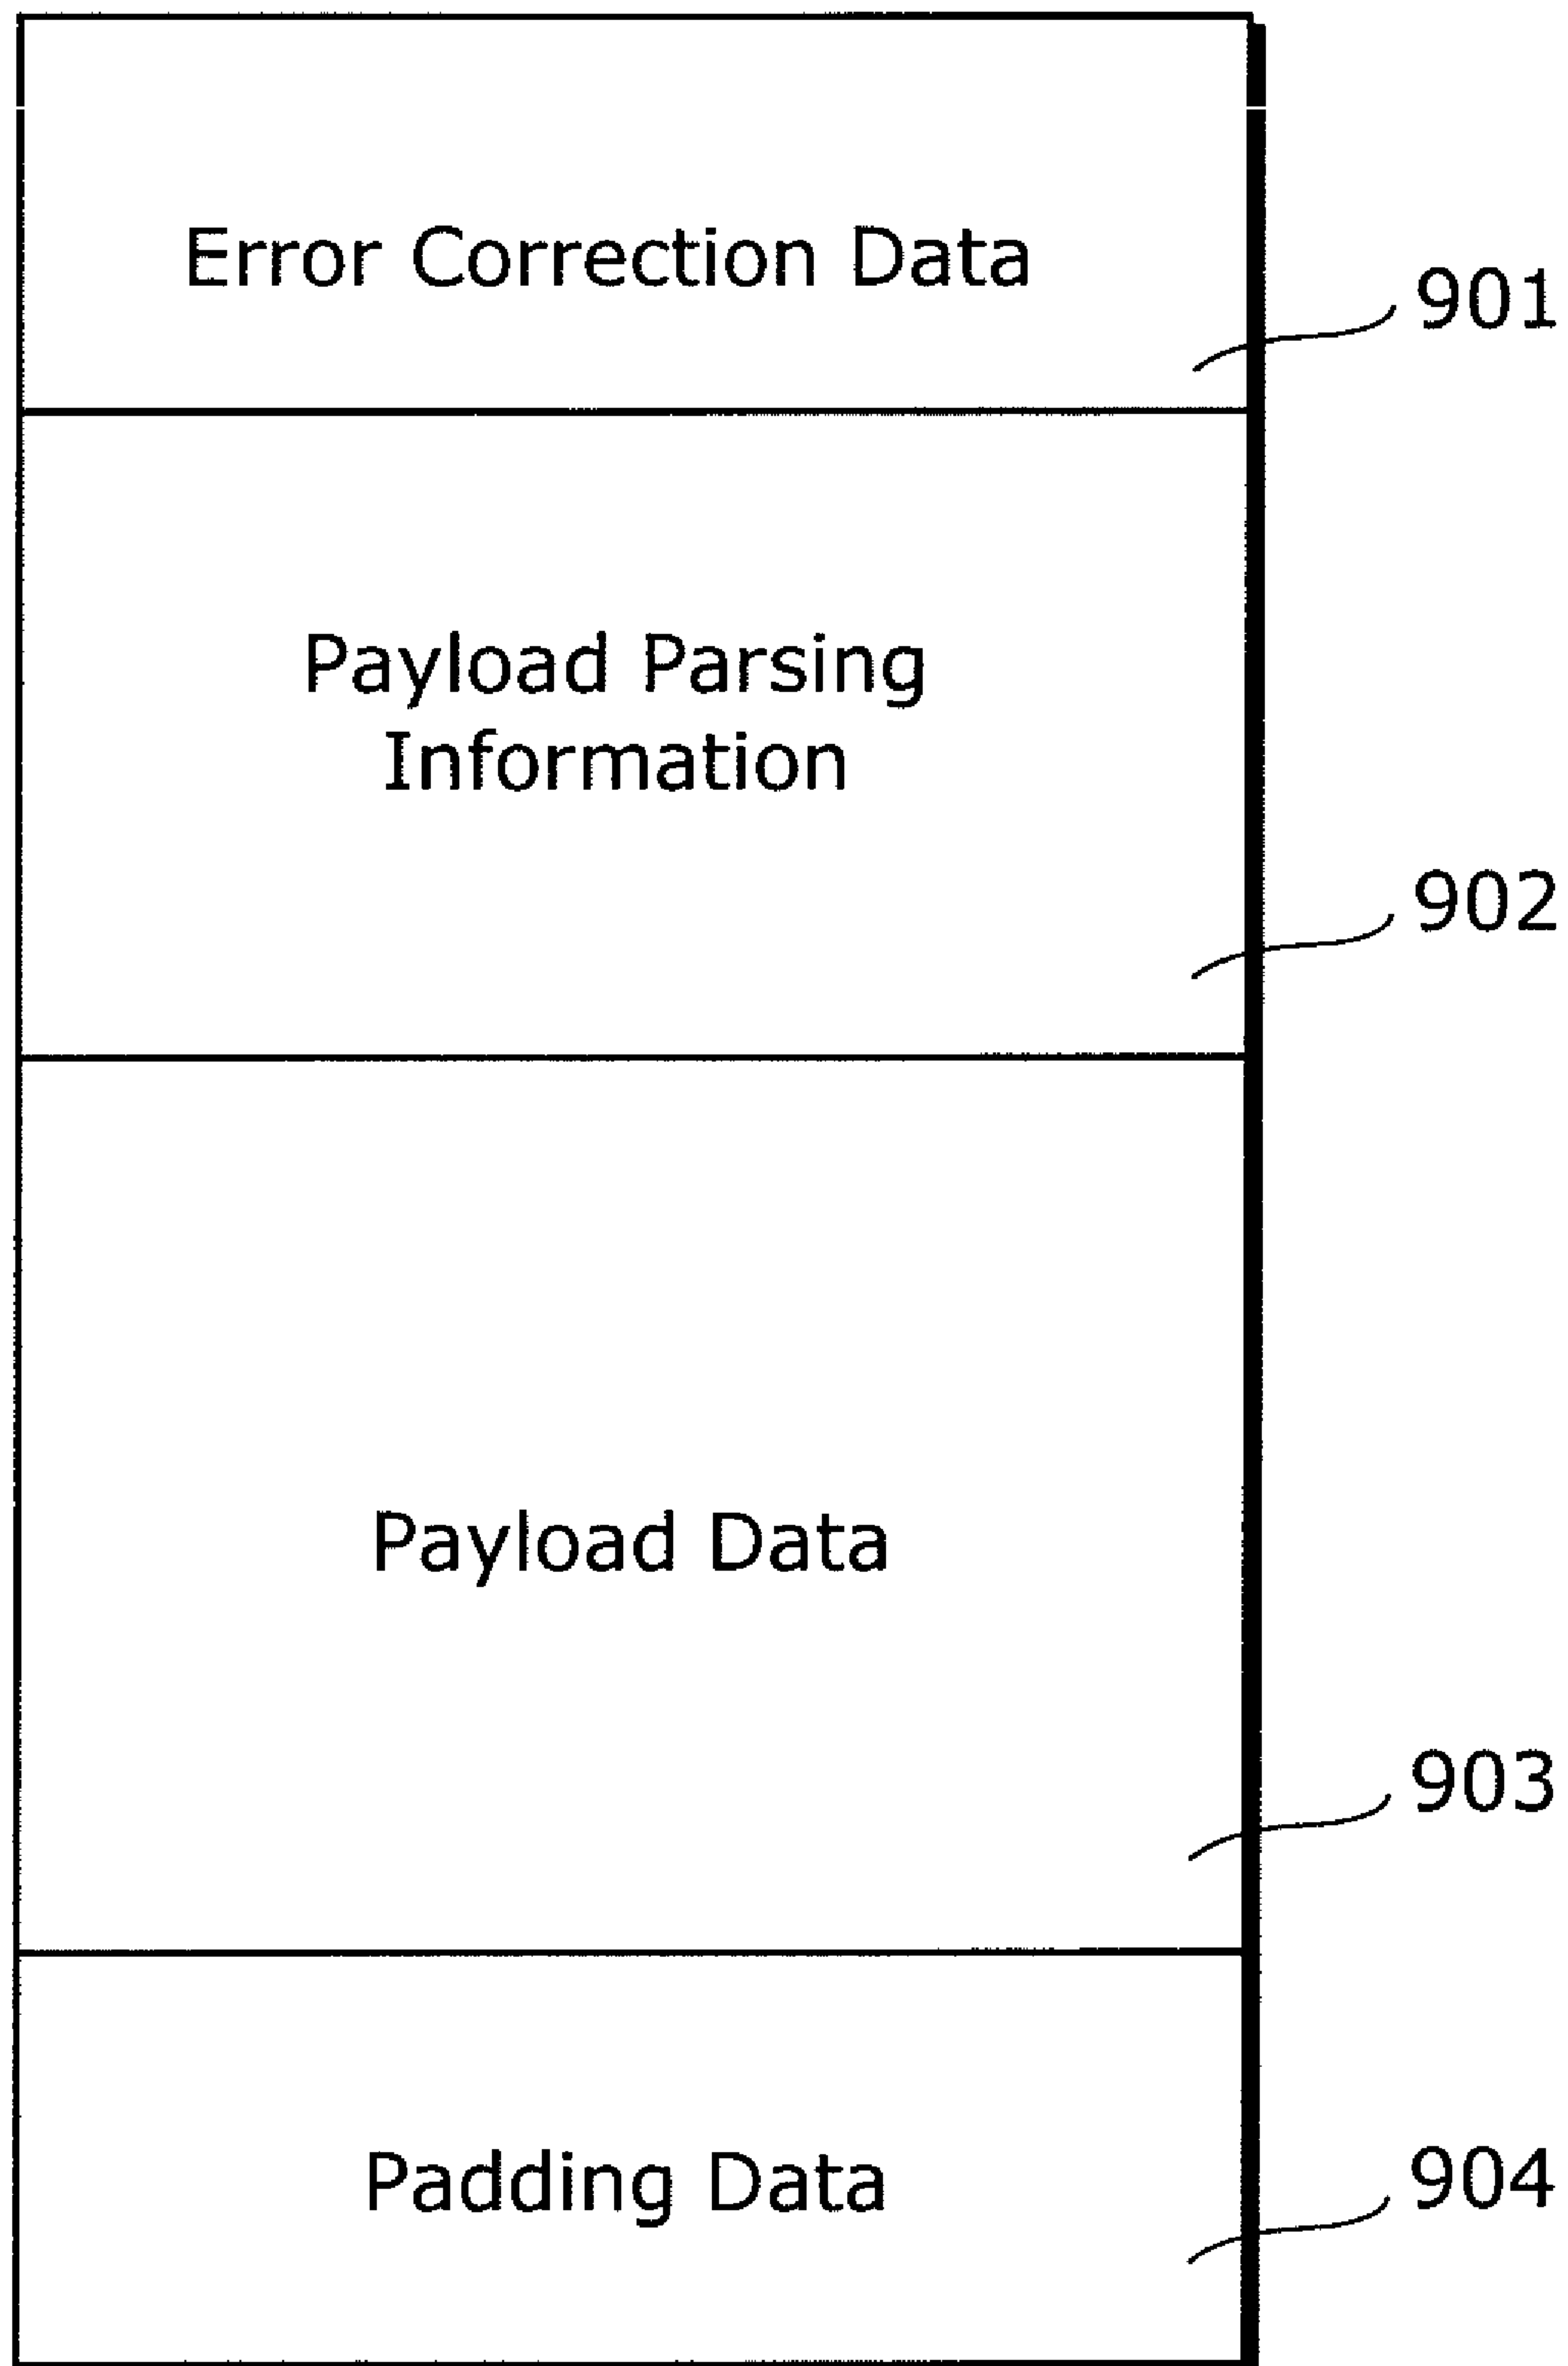 Error Correction Data
901
Payload Parsing
Information
902
Payload Data
903
Padding Data
904